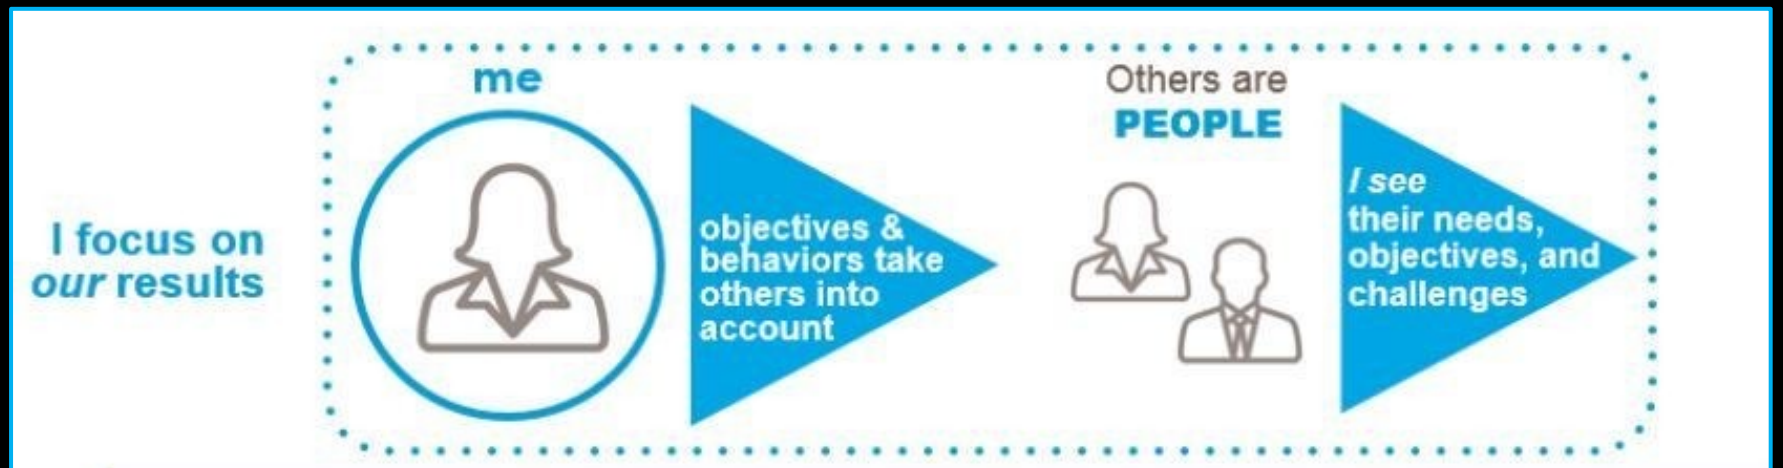 I focus on
our results
me
objectives &
behaviors take
others into
account
Others are
PEOPLE
I see
their needs,
objectives, and
challenges